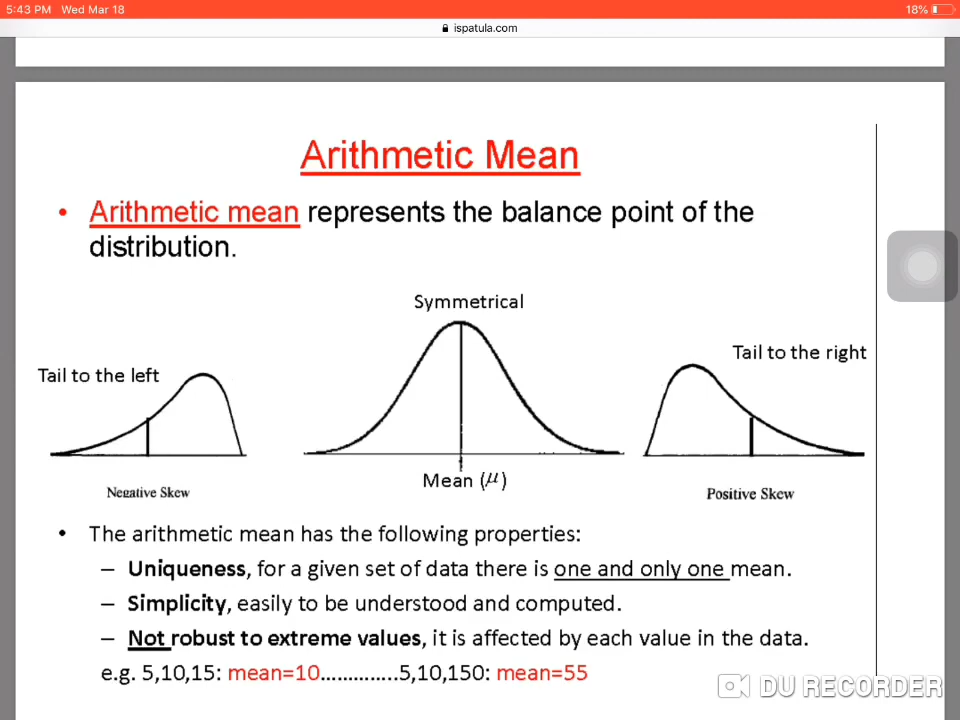 5:43 PM Wed Mar 18
18%
ispatula.com
Arithmetic Mean
• Arithmetic mean represents the balance point of the
distribution.
Symmetrical
Tail to the right
Tail to the left
Mean (μ)
Negative Skew
Positive Skew
• The arithmetic mean has the following properties:
– Uniqueness, for a given set of data there is one and only one mean.
– Simplicity, easily to be understood and computed.
– Not robust to extreme values, it is affected by each value in the data.
e.g. 5,10,15: mean=10..............5,10,150: mean=55
DU RECORDER